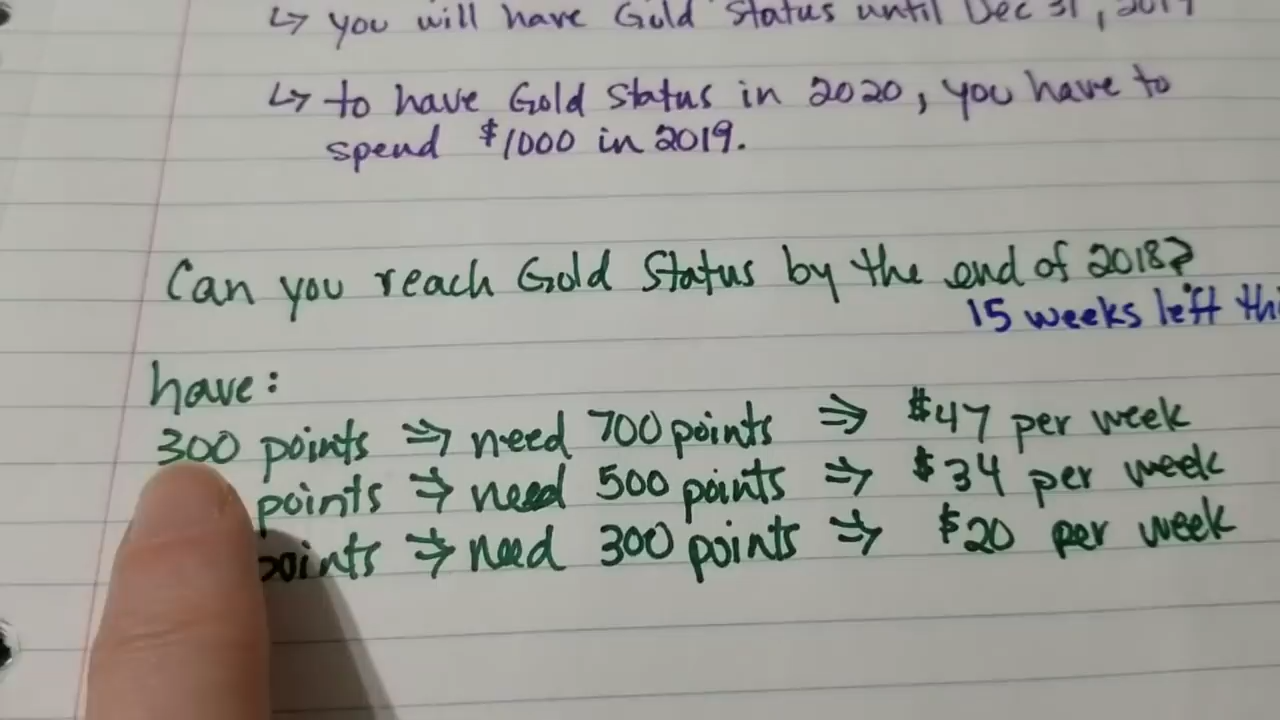 ↳ you will have Gold Status until Dec 31, 2019
↳ to have Gold Status in 2020, you have to
spend $1000 in 2019.
Can you reach Gold Status by the end of 2018?
15 weeks left
have:
300 points ⇒ need 700 points ⇒ $47 per week
points ⇒ need 500 points ⇒ $34 per week
points ⇒ need 300 points ⇒ $20 per week